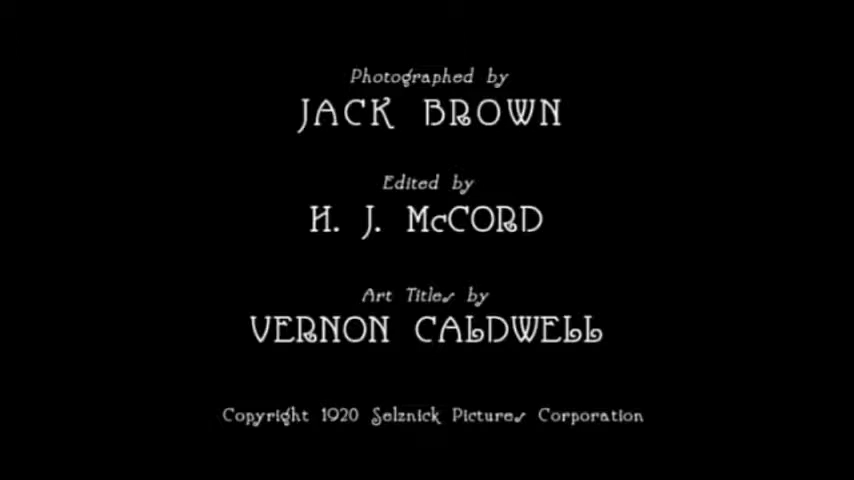 Photographed by
JACK BROWN
Edited by
H. J. McCORD
Art Titles by
VERNON CALDWELL
Copyright 1920 Selznick Pictures Corporation